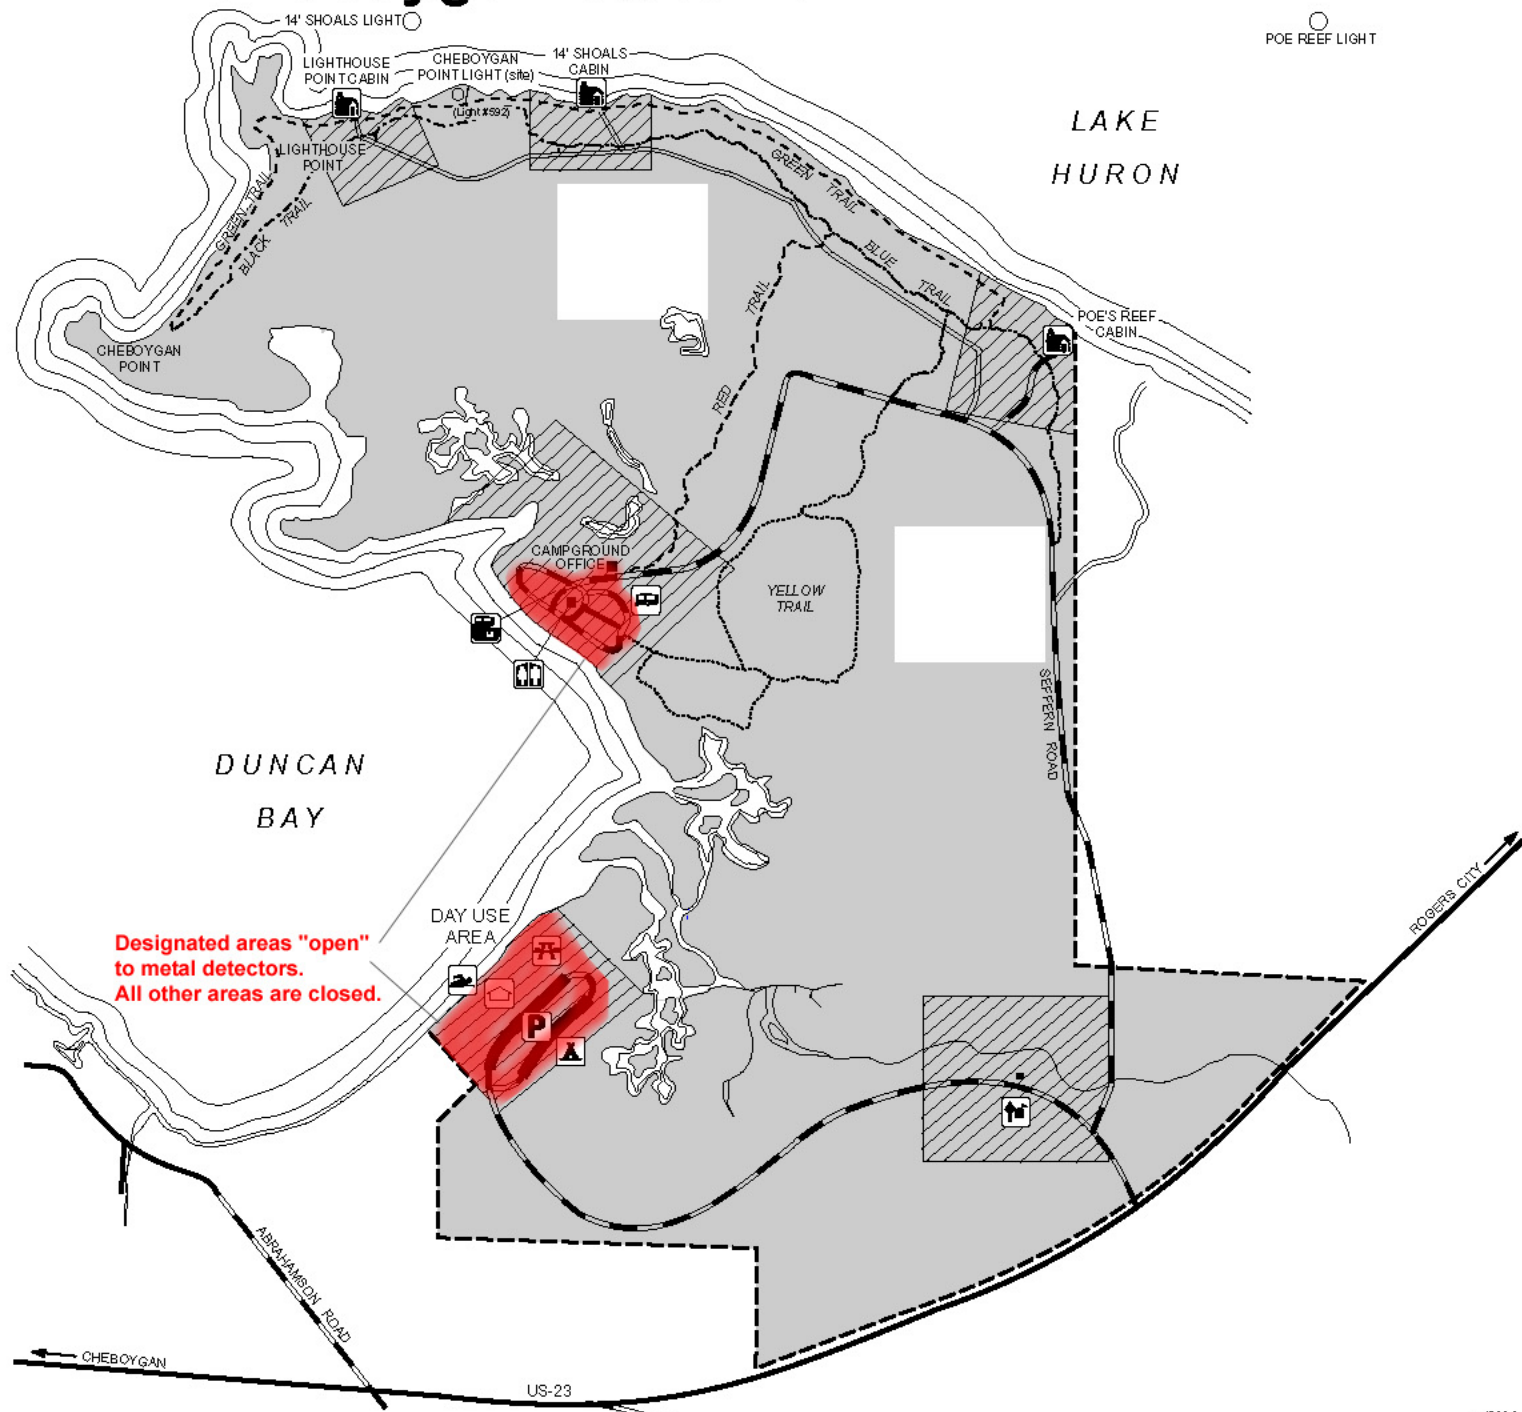 14' SHOALS LIGHT
POE REEF LIGHT
LIGHTHOUSE
POINT CABIN
CHEBOYGAN
POINT LIGHT (site)
14' SHOALS
CABIN
(Light #592)
LAKE
HURON
LIGHTHOUSE
POINT
GREEN TRAIL
GREEN TRAIL
BLACK TRAIL
BLUE TRAIL
RED TRAIL
POE'S REEF
CABIN
CHEBOYGAN
POINT
CAMPGROUND
OFFICE
YELLOW
TRAIL
SEFFERN ROAD
DUNCAN
BAY
DAY USE
AREA
Designated areas "open"
to metal detectors.
All other areas are closed.
P
ROGERS CITY
ABRAHAMSON ROAD
CHEBOYGAN
US-23